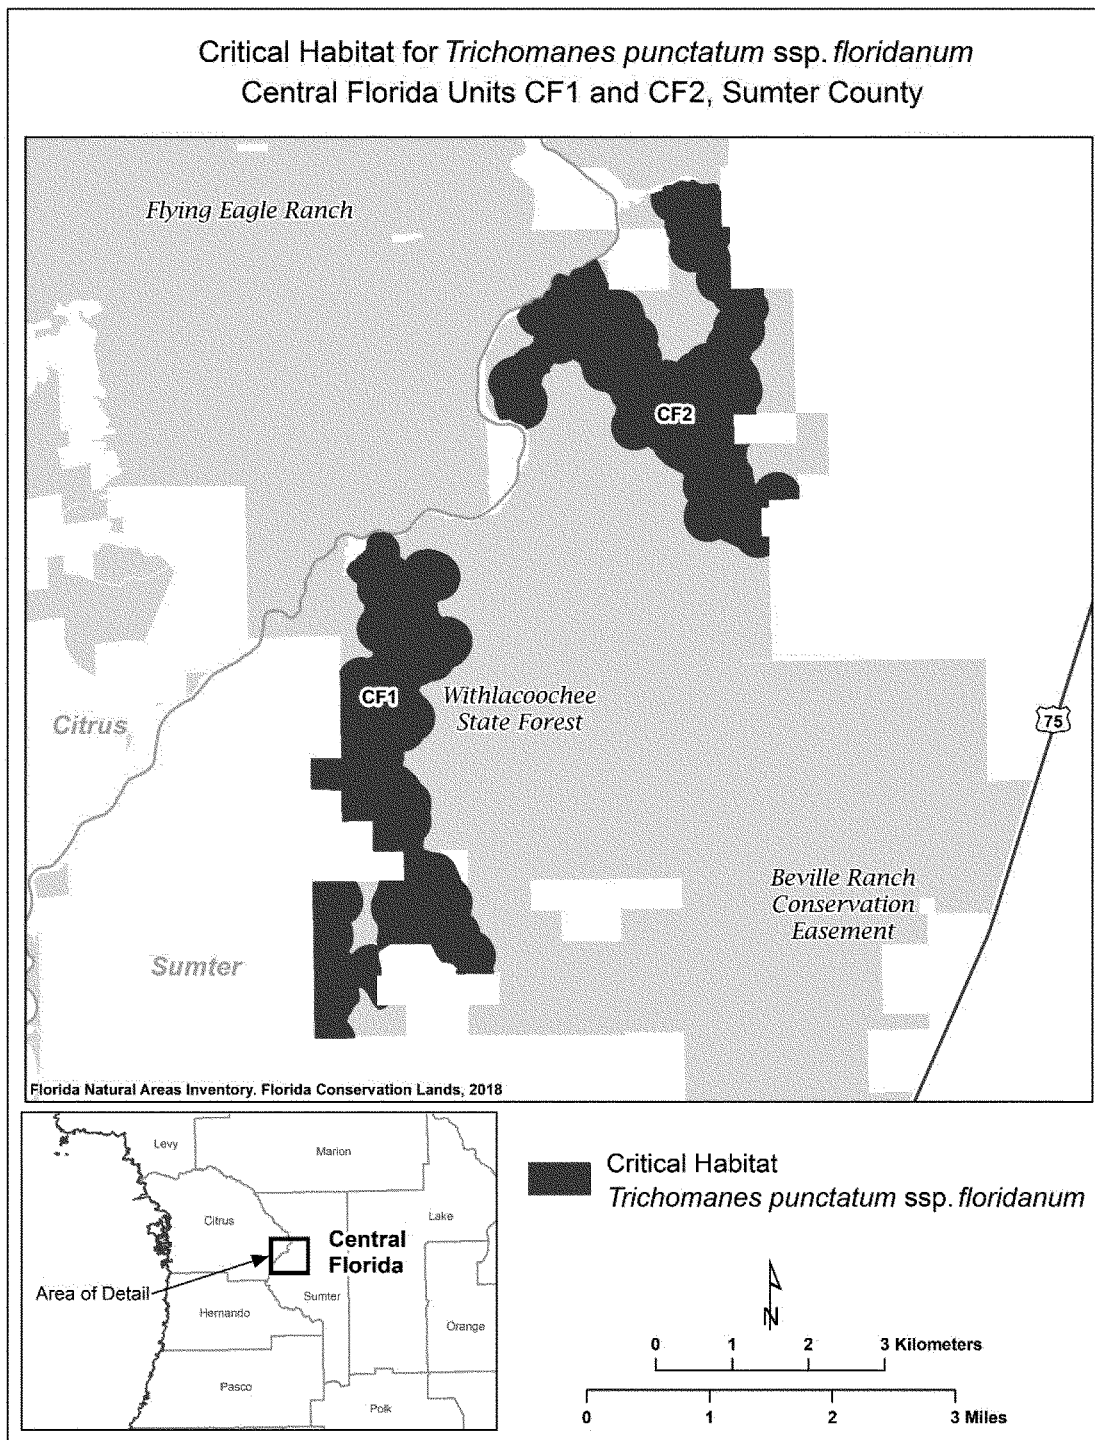 Critical Habitat for Trichomanes punctatum ssp. floridanum
Central Florida Units CF1 and CF2, Sumter County
Flying Eagle Ranch
CF2
CF1
Withlacoochee
State Forest
Citrus
75
Beville Ranch
Conservation
Easement
Sumter
Florida Natural Areas Inventory. Florida Conservation Lands, 2018
Levy
Marion
Citrus
Lake
Central
Florida
Area of Detail
Sumter
Hernando
Orange
Pasco
Polk
Critical Habitat
Trichomanes punctatum ssp. floridanum
N
0 1 2 3 Kilometers
0 1 2 3 Miles